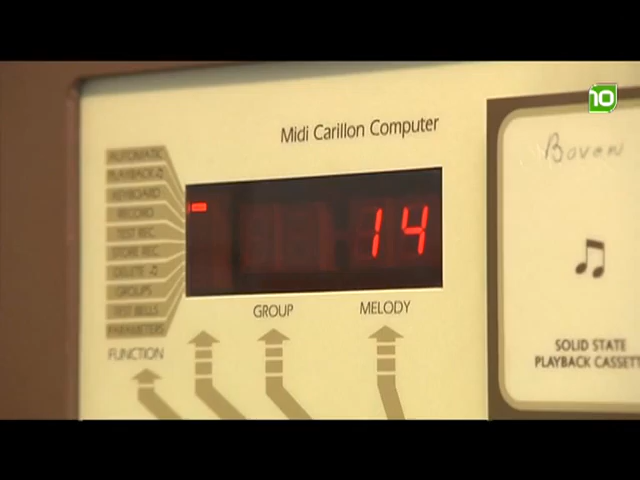 10
Midi Carillon Computer
Boven
AUTOMATIC
PLAYBACK ♫
KEYBOARD
RECORD
TEST REC
STORE REC
DELETE ♫
GROUPS
TEST BELLS
PARAMETERS
14
FUNCTION
GROUP
MELODY
SOLID STATE
PLAYBACK CASSETT